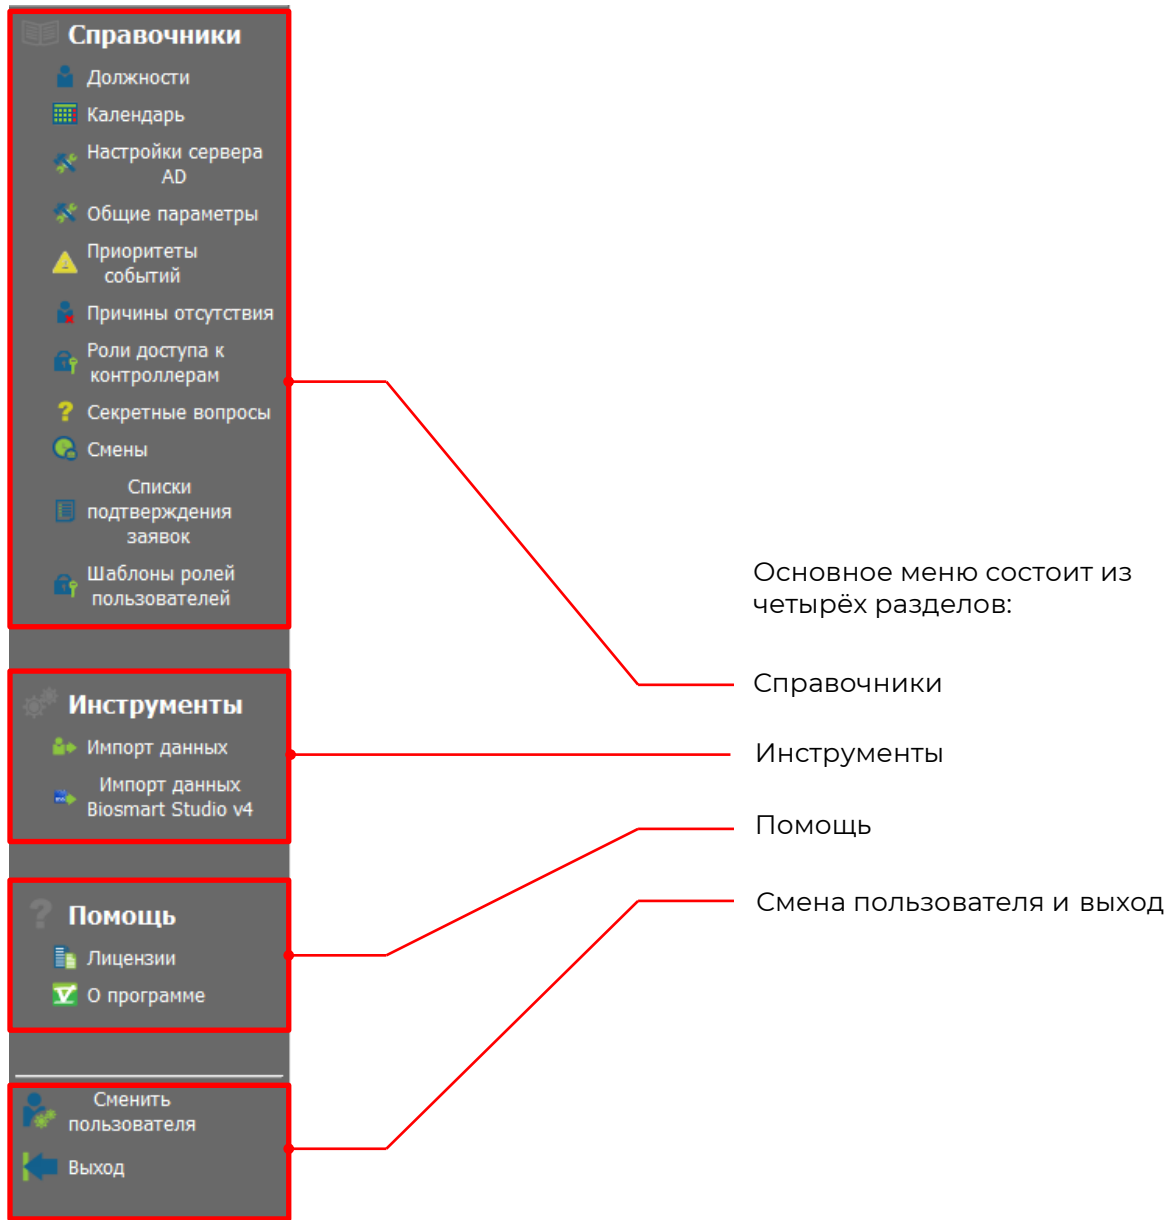 Справочники
Должности
Календарь
Настройки сервера
AD
Общие параметры
Приоритеты
событий
Причины отсутствия
Роли доступа к
контроллерам
Секретные вопросы
Смены
Списки
подтверждения
заявок
Шаблоны ролей
пользователей
Инструменты
Импорт данных
Импорт данных
Biosmart Studio v4
Помощь
Лицензии
О программе
Сменить
пользователя
Выход
Основное меню состоит из
четырёх разделов:
Справочники
Инструменты
Помощь
Смена пользователя и выход